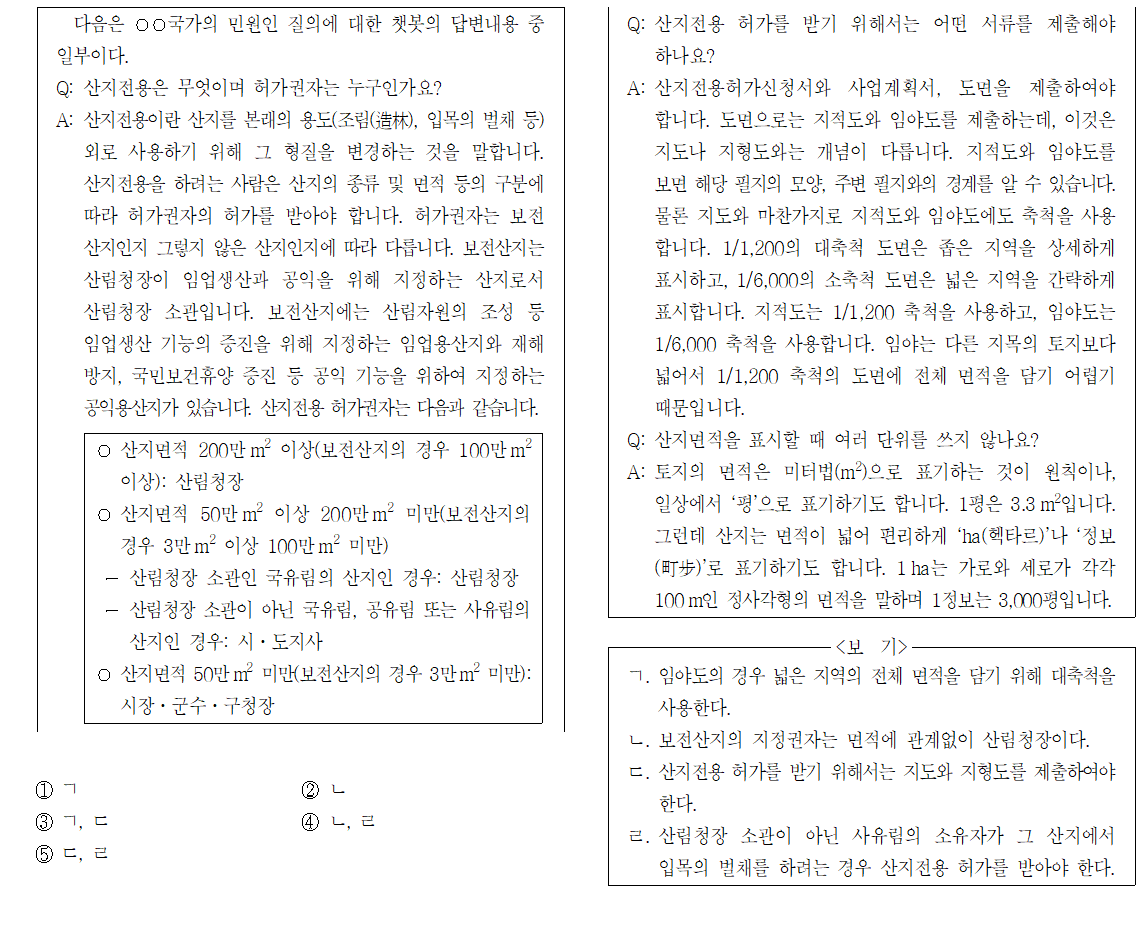 다음은 ○○국가의 민원인 질의에 대한 챗봇의 답변내용 중
일부이다.
Q: 산지전용은 무엇이며 허가권자는 누구인가요?
A: 산지전용이란 산지를 본래의 용도(조림(造林), 입목의 벌채 등)
외로 사용하기 위해 그 형질을 변경하는 것을 말합니다.
산지전용을 하려는 사람은 산지의 종류 및 면적 등의 구분에
따라 허가권자의 허가를 받아야 합니다. 허가권자는 보전
산지인지 그렇지 않은 산지인지에 따라 다릅니다. 보전산지는
산림청장이 임업생산과 공익을 위해 지정하는 산지로서
산림청장 소관입니다. 보전산지에는 산림자원의 조성 등
임업생산 기능의 증진을 위해 지정하는 임업용산지와 재해
방지, 국민보건휴양 증진 등 공익 기능을 위하여 지정하는
공익용산지가 있습니다. 산지전용 허가권자는 다음과 같습니다.
○ 산지면적 200만m² 이상(보전산지의 경우 100만m²
이상): 산림청장
○ 산지면적 50만m² 이상 200만m² 미만(보전산지의
경우 3만m² 이상 100만m² 미만)
- 산림청장 소관인 국유림의 산지인 경우: 산림청장
- 산림청장 소관이 아닌 국유림, 공유림 또는 사유림의
산지인 경우: 시・도지사
○ 산지면적 50만m² 미만(보전산지의 경우 3만m² 미만):
시장・군수・구청장
Q: 산지전용 허가를 받기 위해서는 어떤 서류를 제출해야
하나요?
A: 산지전용허가신청서와 사업계획서, 도면을 제출하여야
합니다. 도면으로는 지적도와 임야도를 제출하는데, 이것은
지도나 지형도와는 개념이 다릅니다. 지적도와 임야도를
보면 해당 필지의 모양, 주변 필지와의 경계를 알 수 있습니다.
물론 지도와 마찬가지로 지적도와 임야도에도 축척을 사용
합니다. 1/1,200의 대축척 도면은 좁은 지역을 상세하게
표시하고, 1/6,000의 소축척 도면은 넓은 지역을 간략하게
표시합니다. 지적도는 1/1,200 축척을 사용하고, 임야도는
1/6,000 축척을 사용합니다. 임야는 다른 지목의 토지보다
넓어서 1/1,200 축척의 도면에 전체 면적을 담기 어렵기
때문입니다.
Q: 산지면적을 표시할 때 여러 단위를 쓰지 않나요?
A: 토지의 면적은 미터법(m²)으로 표기하는 것이 원칙이나,
일상에서 ‘평’으로 표기하기도 합니다. 1평은 3.3m²입니다.
그런데 산지는 면적이 넓어 편리하게 ‘ha(헥타르)’나 ‘정보
(町步)’로 표기하기도 합니다. 1ha는 가로와 세로가 각각
100m인 정사각형의 면적을 말하며 1정보는 3,000평입니다.
<보 기>
ㄱ. 임야도의 경우 넓은 지역의 전체 면적을 담기 위해 대축척을
사용한다.
ㄴ. 보전산지의 지정권자는 면적에 관계없이 산림청장이다.
ㄷ. 산지전용 허가를 받기 위해서는 지도와 지형도를 제출하여야
한다.
ㄹ. 산림청장 소관이 아닌 사유림의 소유자가 그 산지에서
입목의 벌채를 하려는 경우 산지전용 허가를 받아야 한다.
① ㄱ
② ㄴ
③ ㄱ, ㄷ
④ ㄴ, ㄹ
⑤ ㄷ, ㄹ